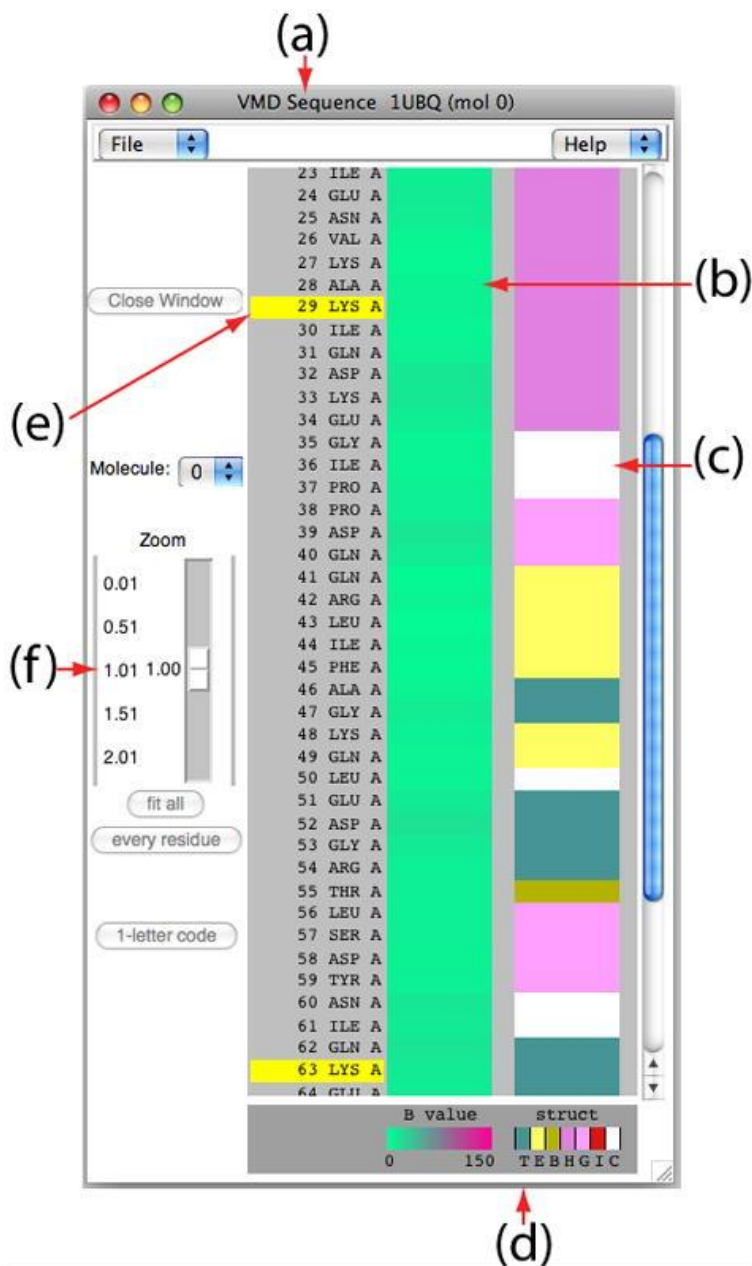 (a)
VMD Sequence 1UBQ (mol 0)
File Help
23 ILE A
24 GLU A
25 ASN A
26 VAL A
27 LYS A
28 ALA A
(b)
Close Window
29 LYS A
30 ILE A
31 GLN A
32 ASP A
33 LYS A
(e)
34 GLU A
35 GLY A
Molecule: 0
36 ILE A
(c)
37 PRO A
38 PRO A
39 ASP A
40 GLN A
Zoom
0.01
0.51
(f)
1.01 1.00
1.51
2.01
41 GLN A
42 ARG A
43 LEU A
44 ILE A
45 PHE A
46 ALA A
47 GLY A
48 LYS A
49 GLN A
50 LEU A
fit all
51 GLU A
52 ASP A
every residue
53 GLY A
54 ARG A
55 THR A
56 LEU A
1-letter code
57 SER A
58 ASP A
59 TYR A
60 ASN A
61 ILE A
62 GLN A
63 LYS A
64 GLU A
B value struct
0 150 T E B H G I C
(d)